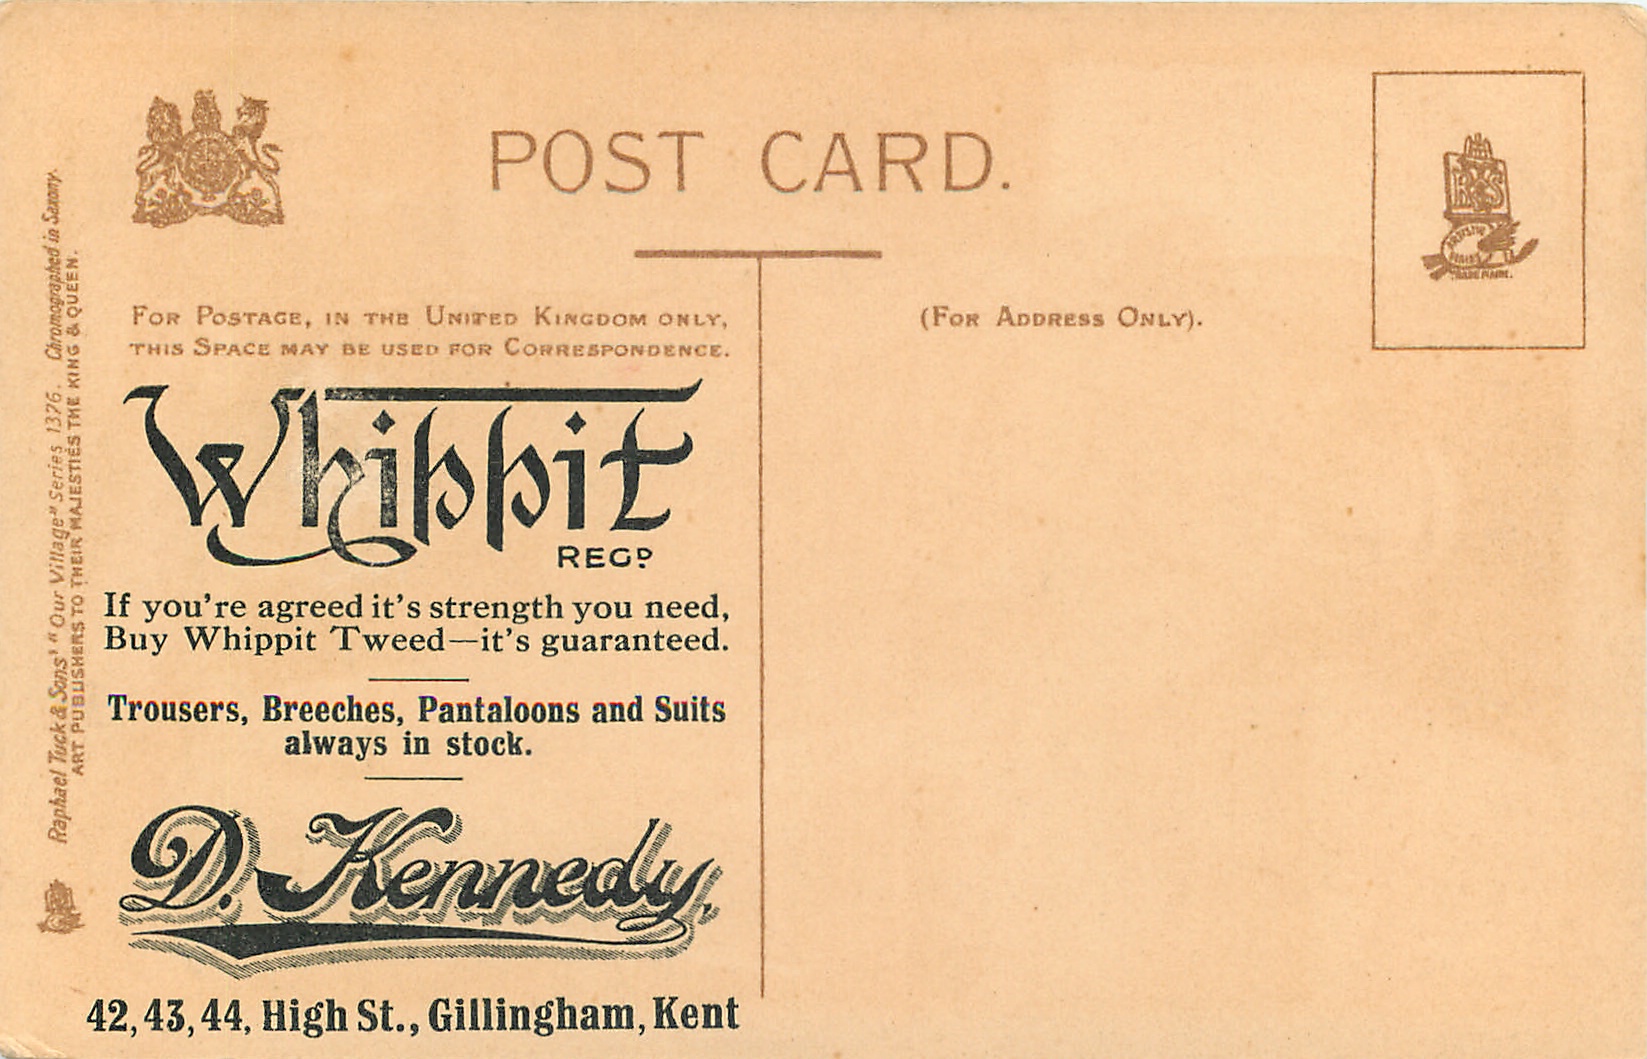 POST CARD.
For Postage, in the United Kingdom only,
this Space may be used for Correspondence.
(For Address Only).
Whippit
REGD
If you're agreed it's strength you need,
Buy Whippit Tweed—it's guaranteed.
Trousers, Breeches, Pantaloons and Suits
always in stock.
D. Kennedy,
42, 43, 44, High St., Gillingham, Kent
Raphael Tuck & Sons' "Our Village" Series 1376. Chromographed in Saxony.
ART PUBLISHERS TO THEIR MAJESTIES THE KING & QUEEN.
R T S
TRADE MARK.